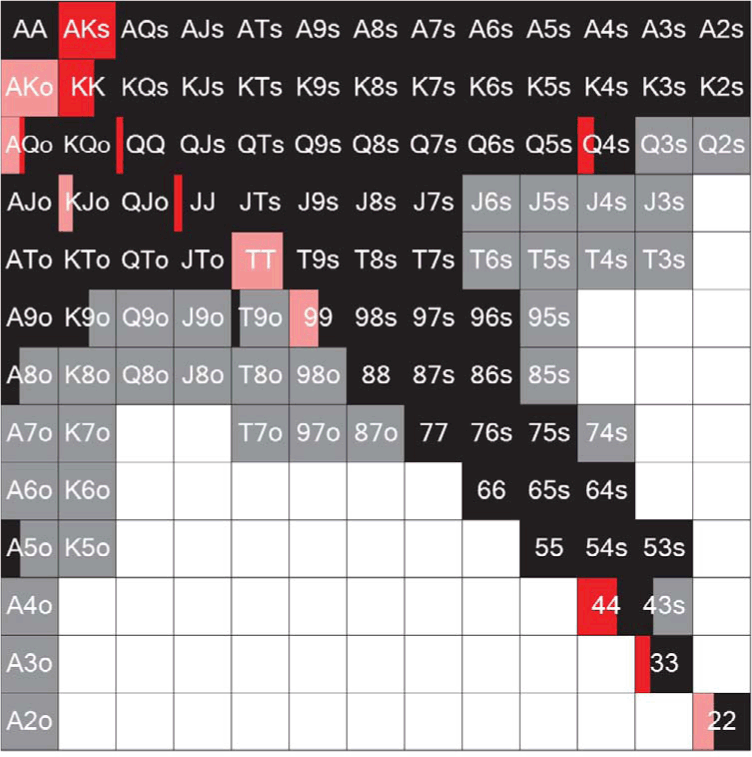 AA AKs AQs AJs ATs A9s A8s A7s A6s A5s A4s A3s A2s
AKo KK KQs KJs KTs K9s K8s K7s K6s K5s K4s K3s K2s
AQo KQo QQ QJs QTs Q9s Q8s Q7s Q6s Q5s Q4s Q3s Q2s
AJo KJo QJo JJ JTs J9s J8s J7s J6s J5s J4s J3s
ATo KTo QTo JTo TT T9s T8s T7s T6s T5s T4s T3s
A9o K9o Q9o J9o T9o 99 98s 97s 96s 95s
A8o K8o Q8o J8o T8o 98o 88 87s 86s 85s
A7o K7o T7o 97o 87o 77 76s 75s 74s
A6o K6o 66 65s 64s
A5o K5o 55 54s 53s
A4o 44 43s
A3o 33
A2o 22